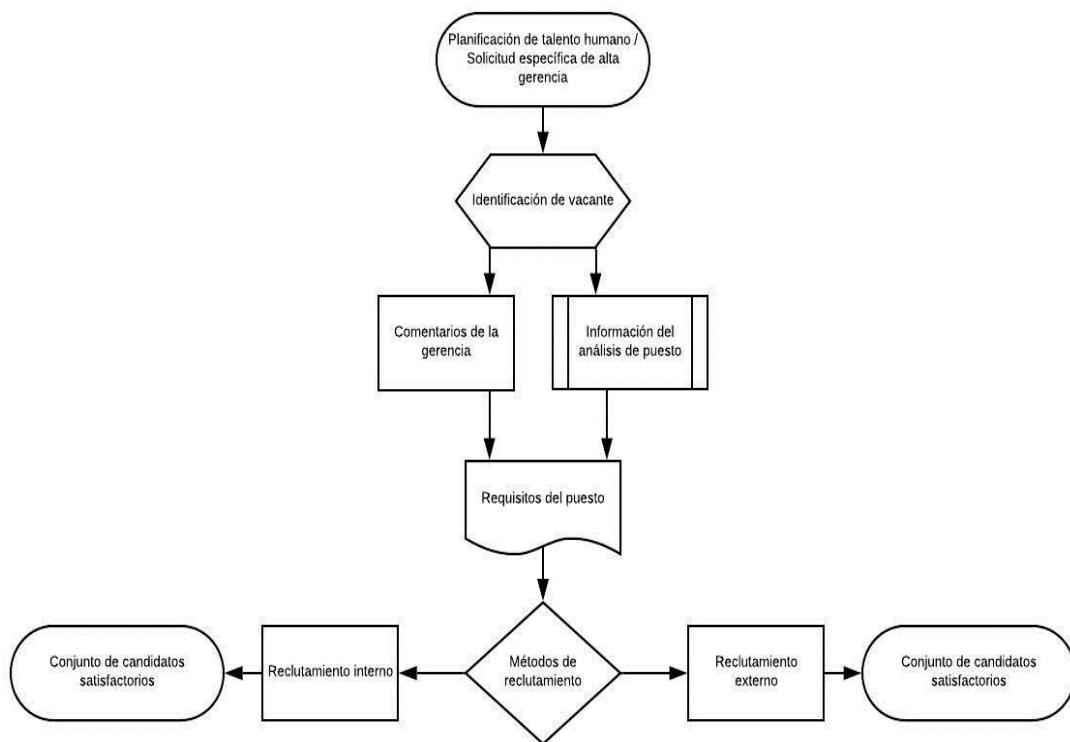 Planificación de talento humano /
Solicitud específica de alta
gerencia
Identificación de vacante
Comentarios de la
gerencia
Información del
análisis de puesto
Requisitos del puesto
Conjunto de candidatos
satisfactorios
Reclutamiento interno
Métodos de
reclutamiento
Reclutamiento
externo
Conjunto de candidatos
satisfactorios